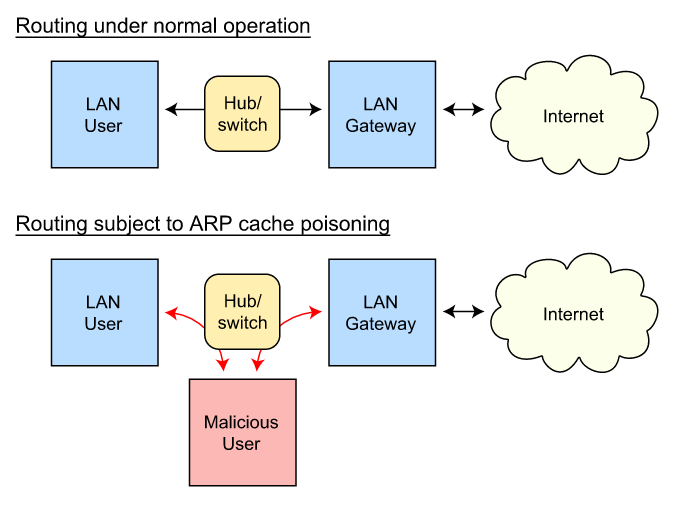 Routing under normal operation
LAN
User
Hub/
switch
LAN
Gateway
Internet
Routing subject to ARP cache poisoning
LAN
User
Hub/
switch
LAN
Gateway
Internet
Malicious
User